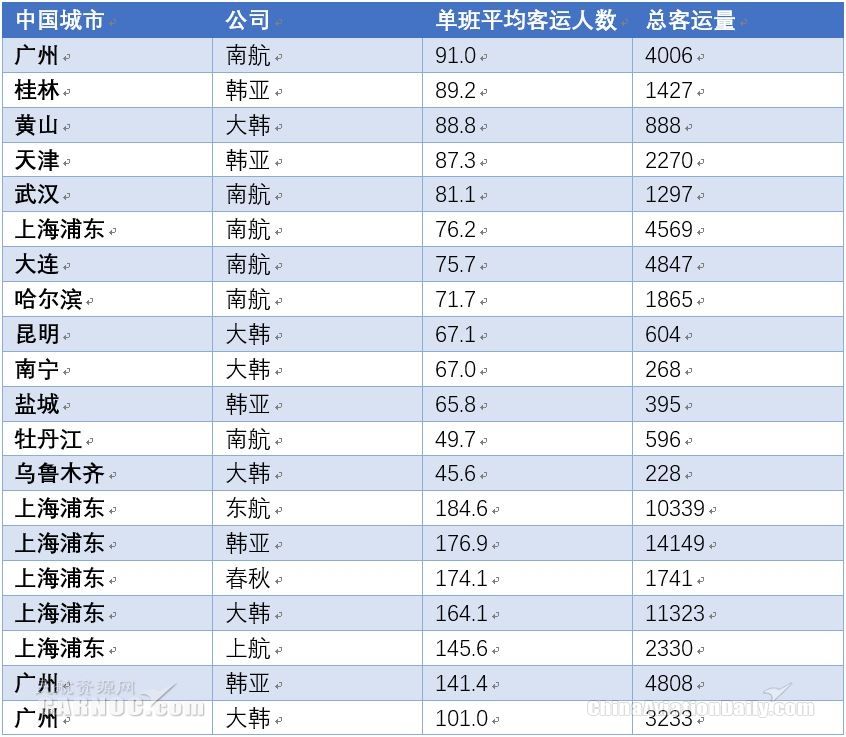 中国城市 公司 单班平均客运人数 总客运量
广州 南航 91.0 4006
桂林 韩亚 89.2 1427
黄山 大韩 88.8 888
天津 韩亚 87.3 2270
武汉 南航 81.1 1297
上海浦东 南航 76.2 4569
大连 南航 75.7 4847
哈尔滨 南航 71.7 1865
昆明 大韩 67.1 604
南宁 大韩 67.0 268
盐城 韩亚 65.8 395
牡丹江 南航 49.7 596
乌鲁木齐 大韩 45.6 228
上海浦东 东航 184.6 10339
上海浦东 韩亚 176.9 14149
上海浦东 春秋 174.1 1741
上海浦东 大韩 164.1 11323
上海浦东 上航 145.6 2330
广州 韩亚 141.4 4808
民航资源网
CARNOC.com
ChinaAviationDaily.com
广州 大韩 101.0 3233